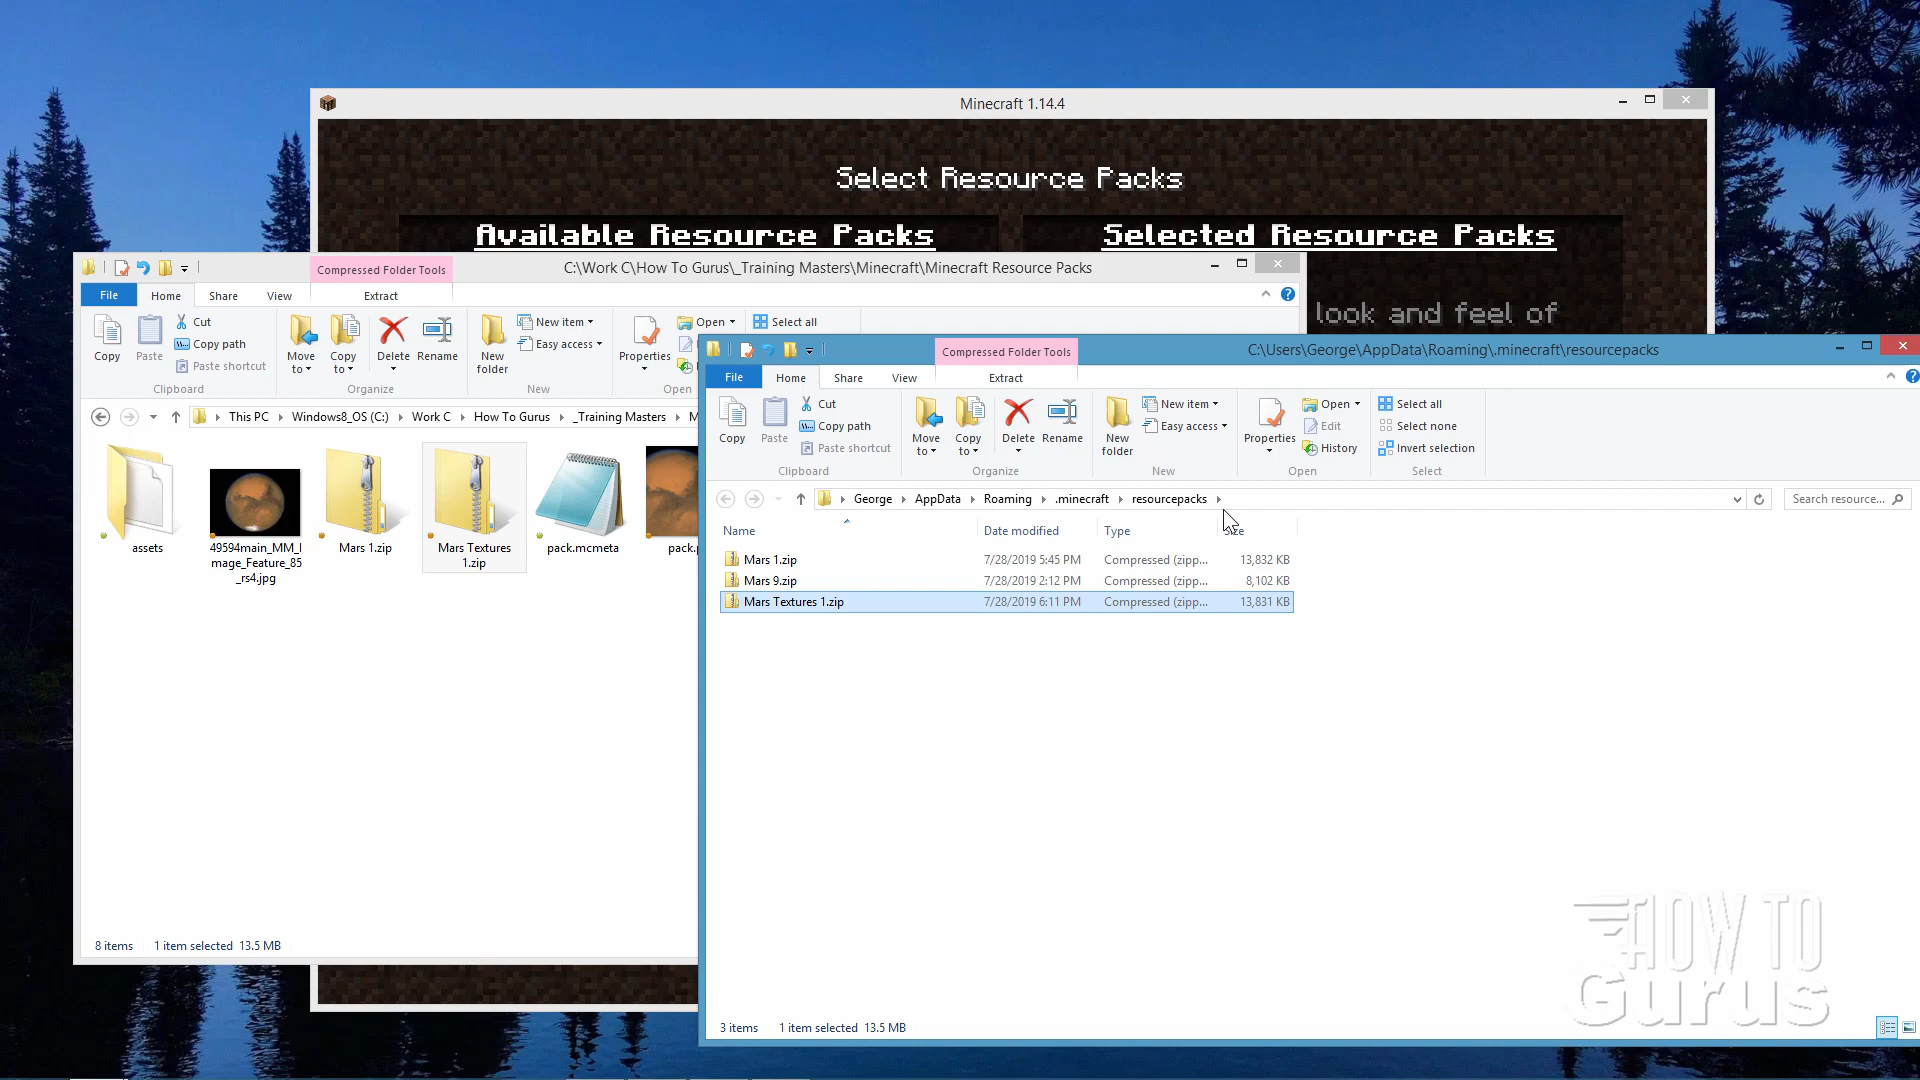 Minecraft 1.14.4
Select Resource Packs
Available Resource Packs
Selected Resource Packs
look and feel of
Compressed Folder Tools
C:\Work C\How To Gurus\_Training Masters\Minecraft\Minecraft Resource Packs
File
Home
Share
View
Extract
Copy
Paste
Cut
Copy path
Paste shortcut
Clipboard
Move to
Copy to
Delete
Rename
Organize
New folder
New item
Easy access
New
Properties
Open
Open
Select all
This PC
Windows8_OS (C:)
Work C
How To Gurus
_Training Masters
assets
49594main_MM_I
mage_Feature_85
_rs4.jpg
Mars 1.zip
Mars Textures
1.zip
pack.mcmeta
8 items
1 item selected 13.5 MB
Compressed Folder Tools
C:\Users\George\AppData\Roaming\.minecraft\resourcepacks
File
Home
Share
View
Extract
Copy
Paste
Cut
Copy path
Paste shortcut
Clipboard
Move to
Copy to
Delete
Rename
Organize
New folder
New item
Easy access
New
Properties
Open
Edit
History
Open
Select all
Select none
Invert selection
Select
George
AppData
Roaming
.minecraft
resourcepacks
Search resource...
Name
Date modified
Type
Size
Mars 1.zip 7/28/2019 5:45 PM Compressed (zipp... 13,832 KB
Mars 9.zip 7/28/2019 2:12 PM Compressed (zipp... 8,102 KB
Mars Textures 1.zip 7/28/2019 6:11 PM Compressed (zipp... 13,831 KB
3 items
1 item selected 13.5 MB
HOW TO
Gurus